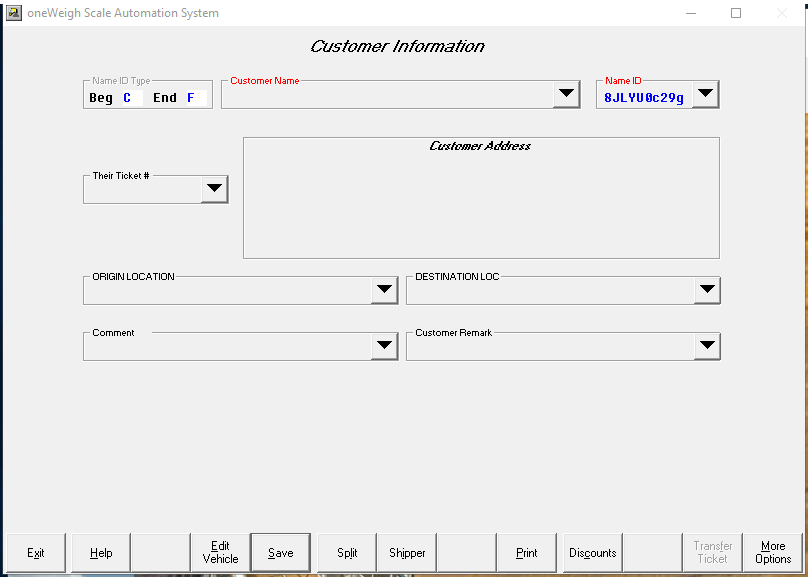 oneWeigh Scale Automation System
Customer Information
Name ID Type
Customer Name
Name ID
Beg C End F
8JLYU0c29g
Customer Address
Their Ticket #
ORIGIN LOCATION
DESTINATION LOC
Comment
Customer Remark
Exit
Help
Edit
Vehicle
Save
Split
Shipper
Print
Discounts
Transfer
Ticket
More
Options